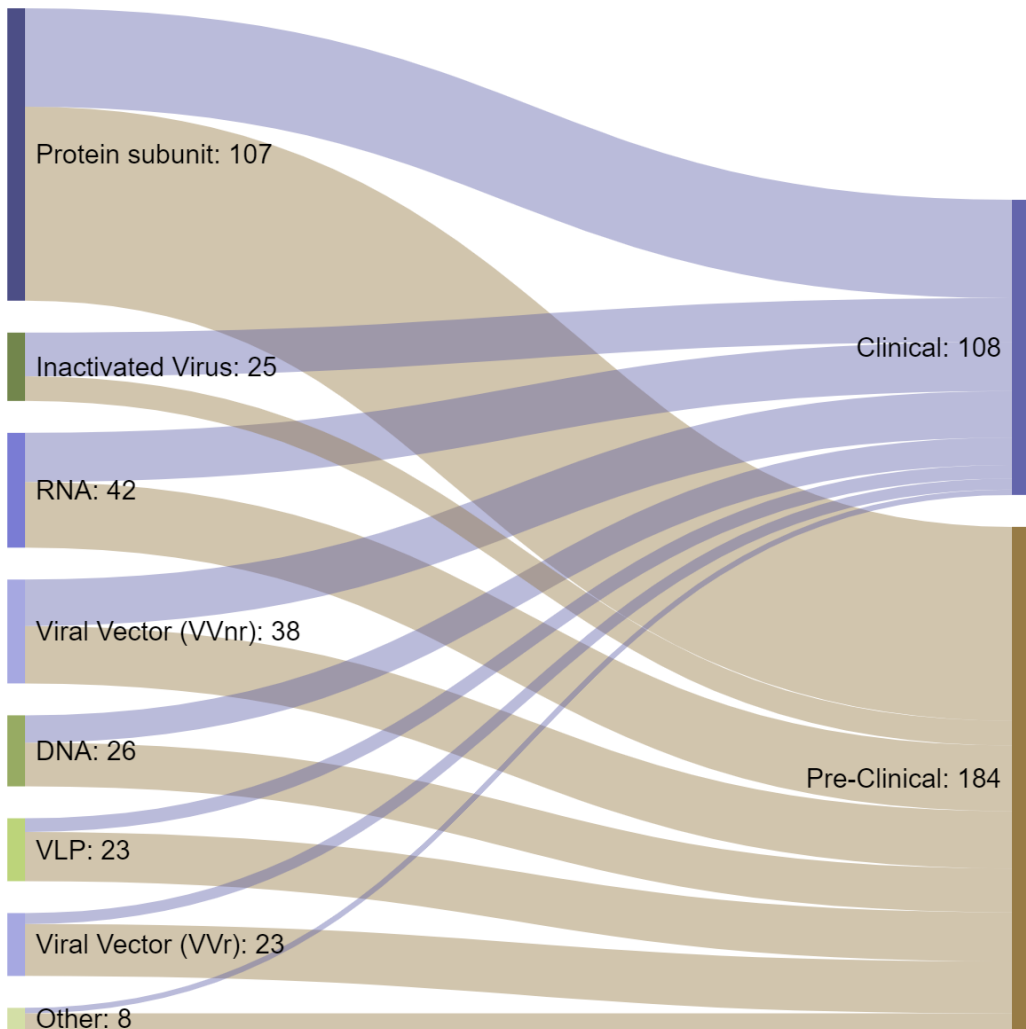 Protein subunit: 107
Inactivated Virus: 25
Clinical: 108
RNA: 42
Viral Vector (VVnr): 38
DNA: 26
Pre-Clinical: 184
VLP: 23
Viral Vector (VVr): 23
Other: 8